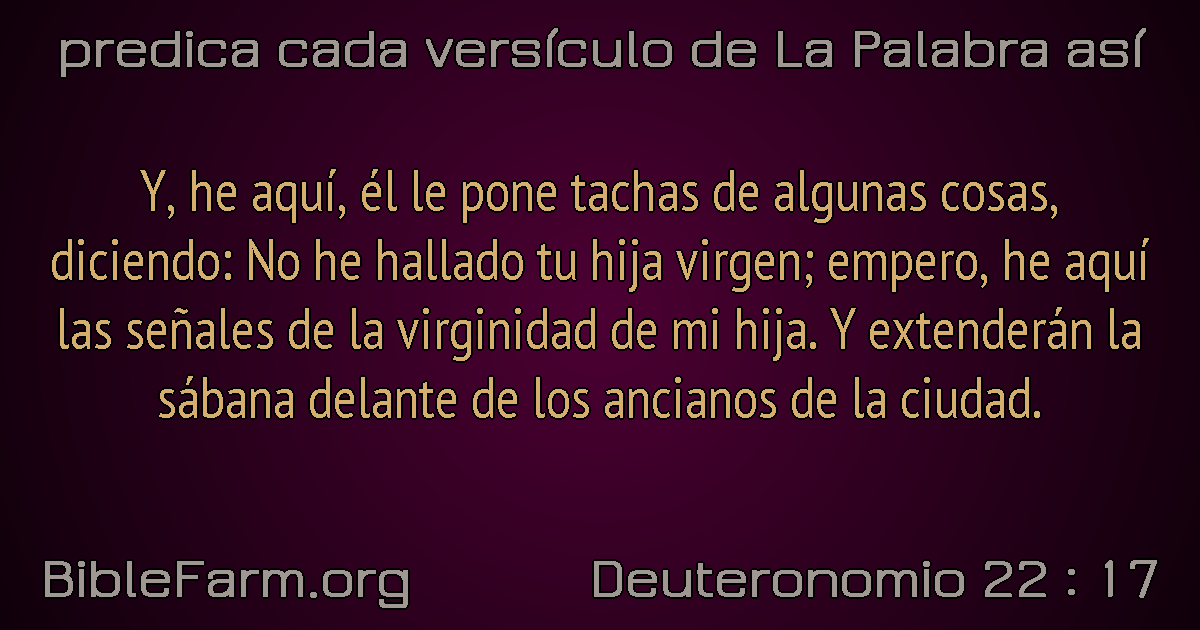 predica cada versículo de La Palabra así
Y, he aquí, él le pone tachas de algunas cosas,
diciendo: No he hallado tu hija virgen; empero, he aquí
las señales de la virginidad de mi hija. Y extenderán la
sábana delante de los ancianos de la ciudad.
BibleFarm.org
Deuteronomio 22 : 17